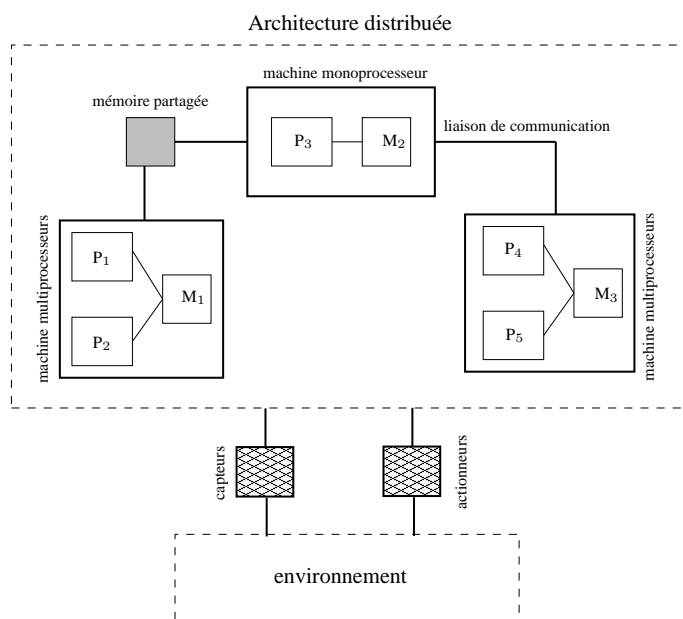 Architecture distribuée
machine monoprocesseur
mémoire partagée
liaison de communication
P₃
M₂
machine multiprocesseurs
P₁
M₁
P₂
P₄
M₃
P₅
machine multiprocesseurs
capteurs
actionneurs
environnement